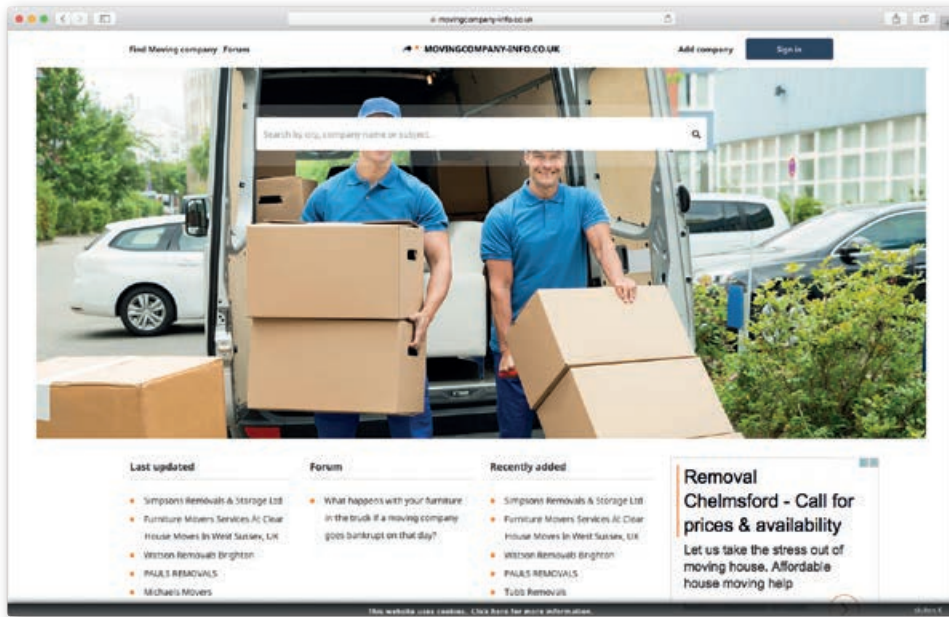 movingcompany-info.co.uk
Find Moving company Forum
MOVINGCOMPANY-INFO.CO.UK
Add company
Sign in
Search by city, company name or subject...
Last updated
Simpsons Removals & Storage Ltd
Furniture Movers Services At Clear
House Moves In West Sussex, UK
Watson Removals Brighton
PAULS REMOVALS
Michaels Movers
Forum
What happens with your furniture
in the truck if a moving company
goes bankrupt on that day?
Recently added
Simpsons Removals & Storage Ltd
Furniture Movers Services At Clear
House Moves In West Sussex, UK
Watson Removals Brighton
PAULS REMOVALS
Tubb Removals
Removal
Chelmsford - Call for
prices & availability
Let us take the stress out of
moving house. Affordable
house moving help
This website uses cookies. Click here for more information.